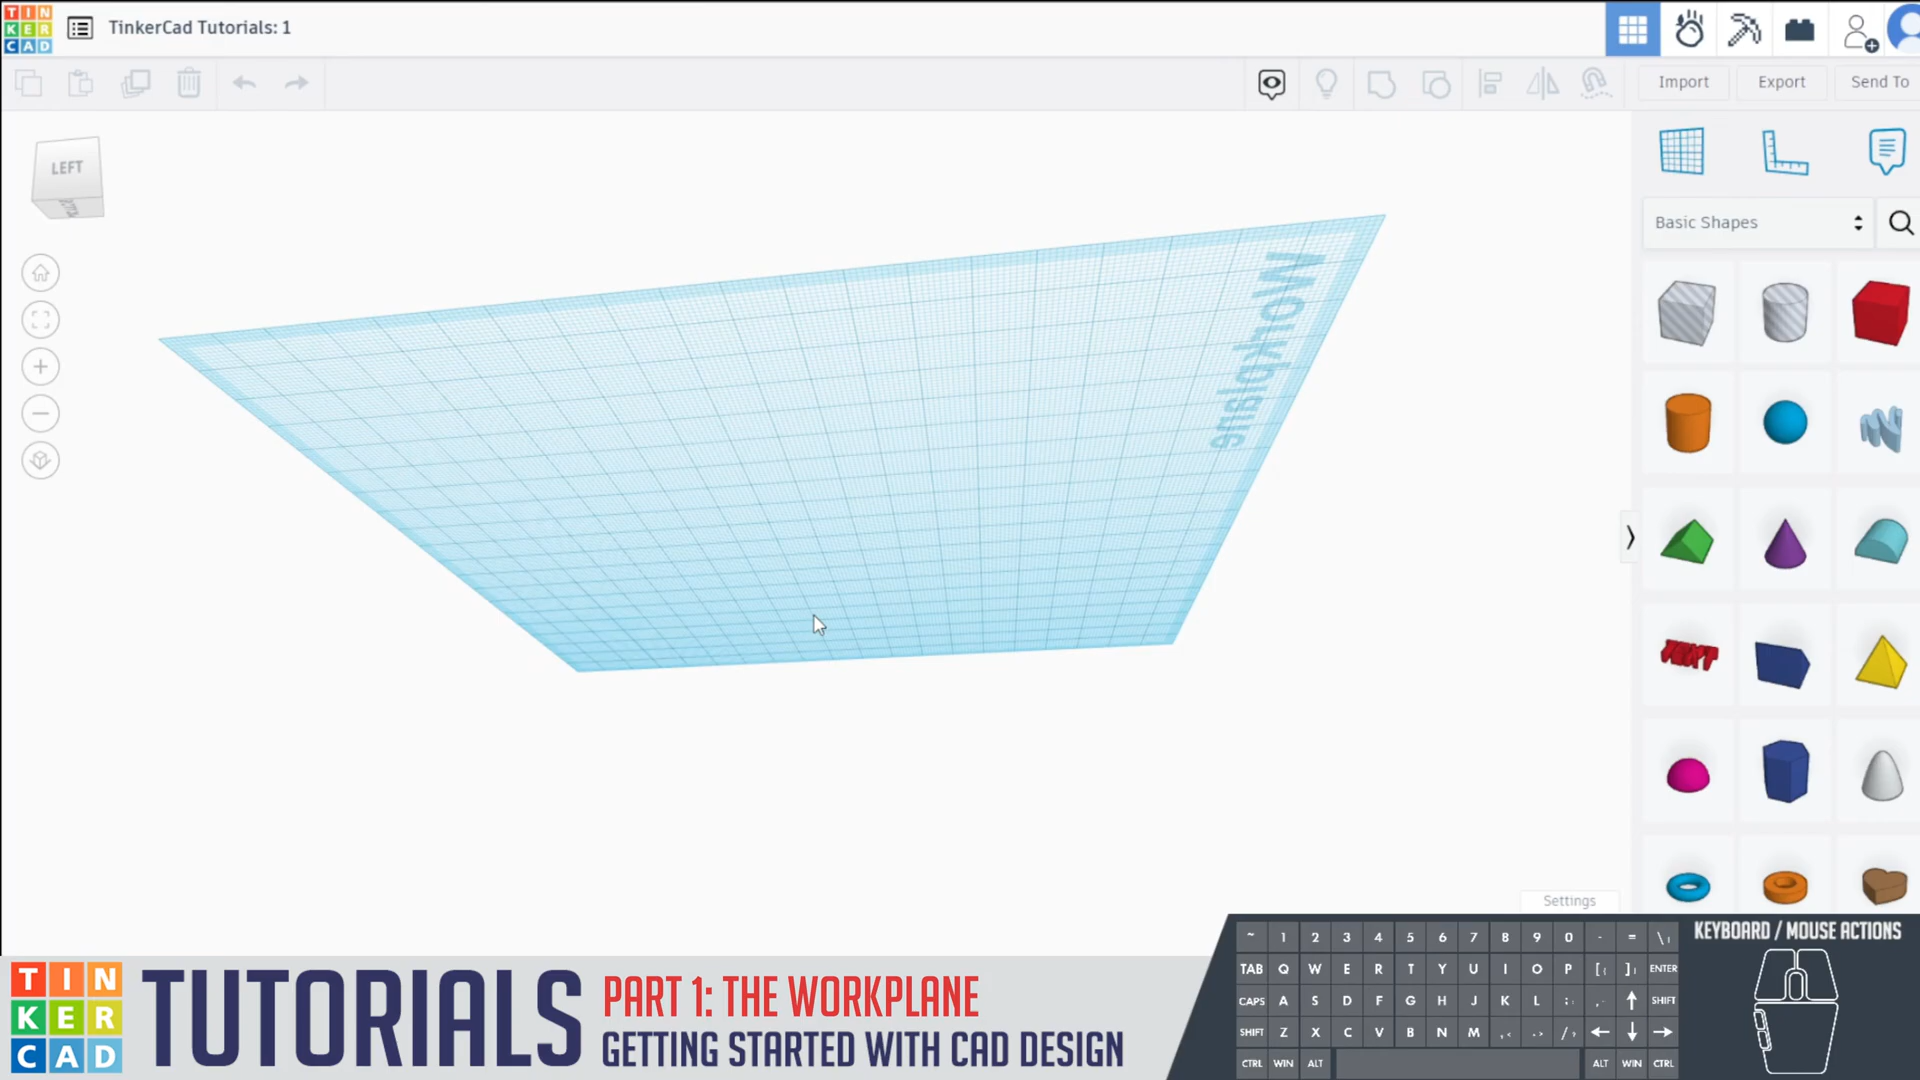 TIN
KER
CAD
TinkerCad Tutorials: 1
Import
Export
Send To
LEFT
Workplane
Basic Shapes
TEXT
Settings
TIN
KER
CAD
TUTORIALS
PART 1: THE WORKPLANE
GETTING STARTED WITH CAD DESIGN
KEYBOARD / MOUSE ACTIONS
~ 1 2 3 4 5 6 7 8 9 0 - = \|
TAB Q W E R T Y U I O P [{ ]} ENTER
CAPS A S D F G H J K L ; ↑ SHIFT
SHIFT Z X C V B N M ,< .> /? ← ↓ →
CTRL WIN ALT ALT WIN CTRL